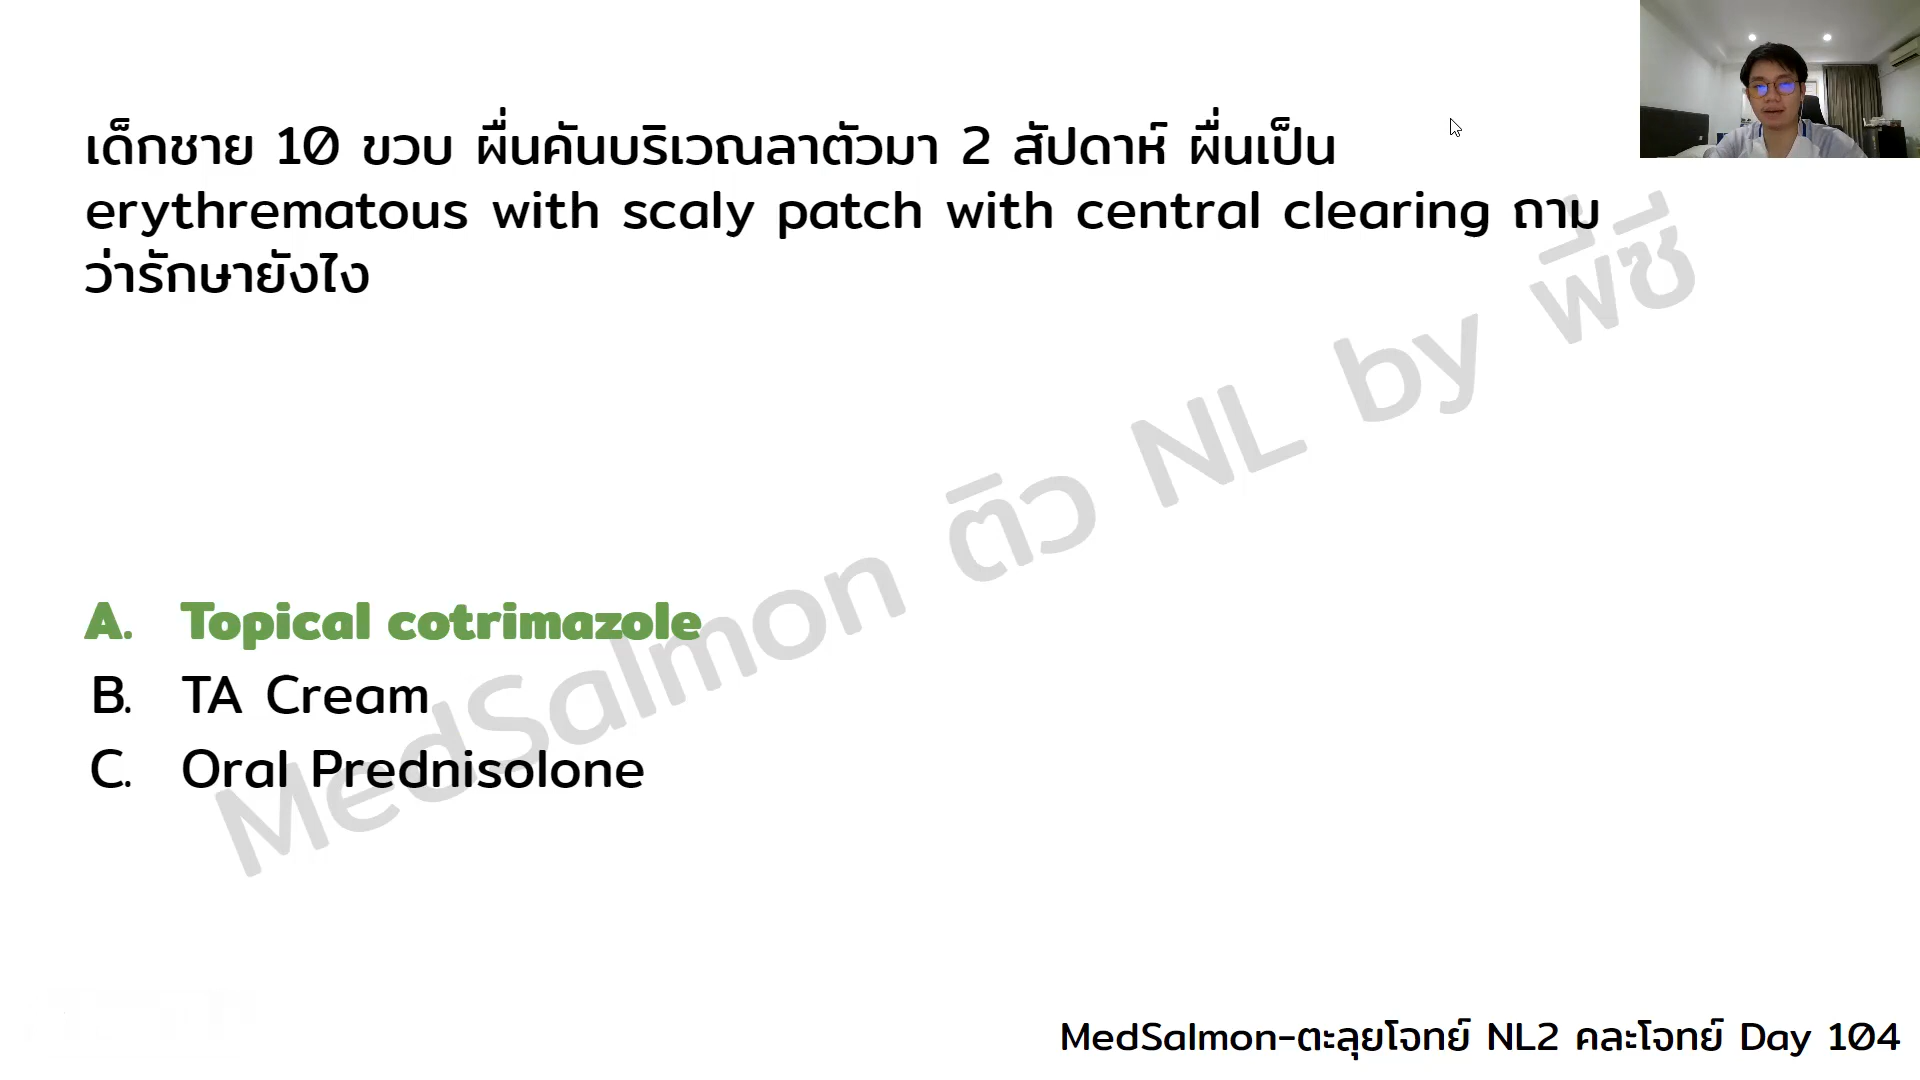 เด็กชาย 10 ขวบ ผื่นคันบริเวณลาตัวมา 2 สัปดาห์ ผื่นเป็น
erythrematous with scaly patch with central clearing ถาม
ว่ารักษายังไง
A. Topical cotrimazole
B. TA Cream
C. Oral Prednisolone
MedSalmon ติว NL by พี่ซี
MedSalmon-ตะลุยโจทย์ NL2 คละโจทย์ Day 104